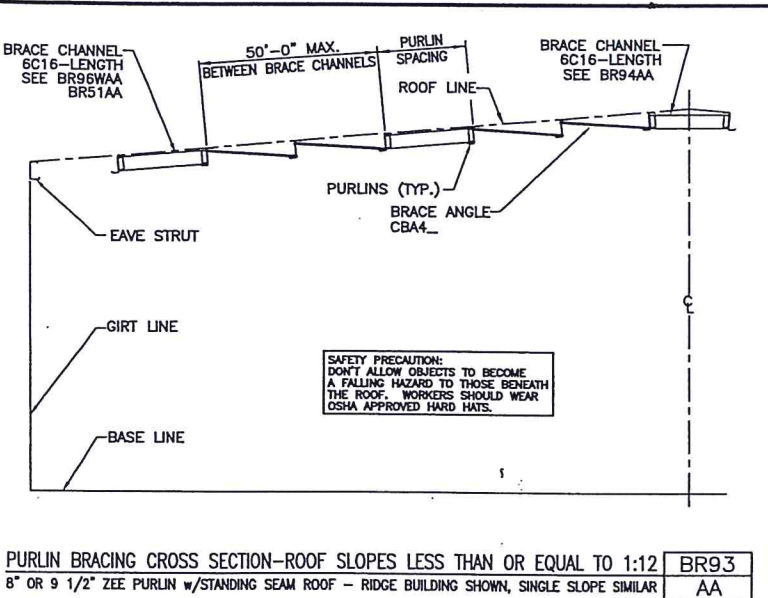 BRACE CHANNEL
6C16-LENGTH
SEE BR96WAA
BR51AA
50'-0" MAX.
BETWEEN BRACE CHANNELS
PURLIN
SPACING
ROOF LINE
BRACE CHANNEL
6C16-LENGTH
SEE BR94AA
PURLINS (TYP.)
BRACE ANGLE
CBA4_
EAVE STRUT
GIRT LINE
BASE LINE
SAFETY PRECAUTION:
DON'T ALLOW OBJECTS TO BECOME
A FALLING HAZARD TO THOSE BENEATH
THE ROOF. WORKERS SHOULD WEAR
OSHA APPROVED HARD HATS.
℄
PURLIN BRACING CROSS SECTION-ROOF SLOPES LESS THAN OR EQUAL TO 1:12
BR93
8" OR 9 1/2" ZEE PURLIN w/STANDING SEAM ROOF - RIDGE BUILDING SHOWN, SINGLE SLOPE SIMILAR
AA